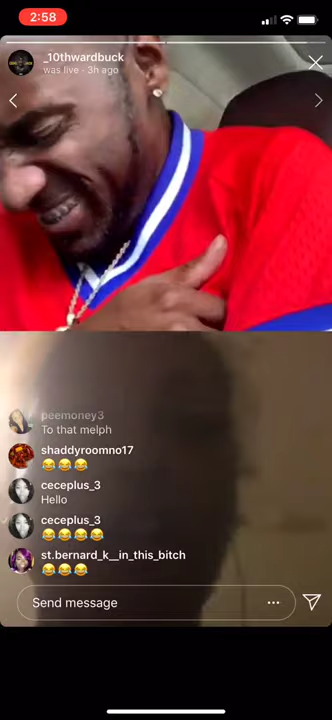 2:58
_10thwardbuck
was live · 3h ago
peemoney3
To that melph
shaddyroomno17
😂😂😂
ceceplus_3
Hello
ceceplus_3
😂😂😂😂
st.bernard_k__in_this_bitch
😂😂😂
Send message